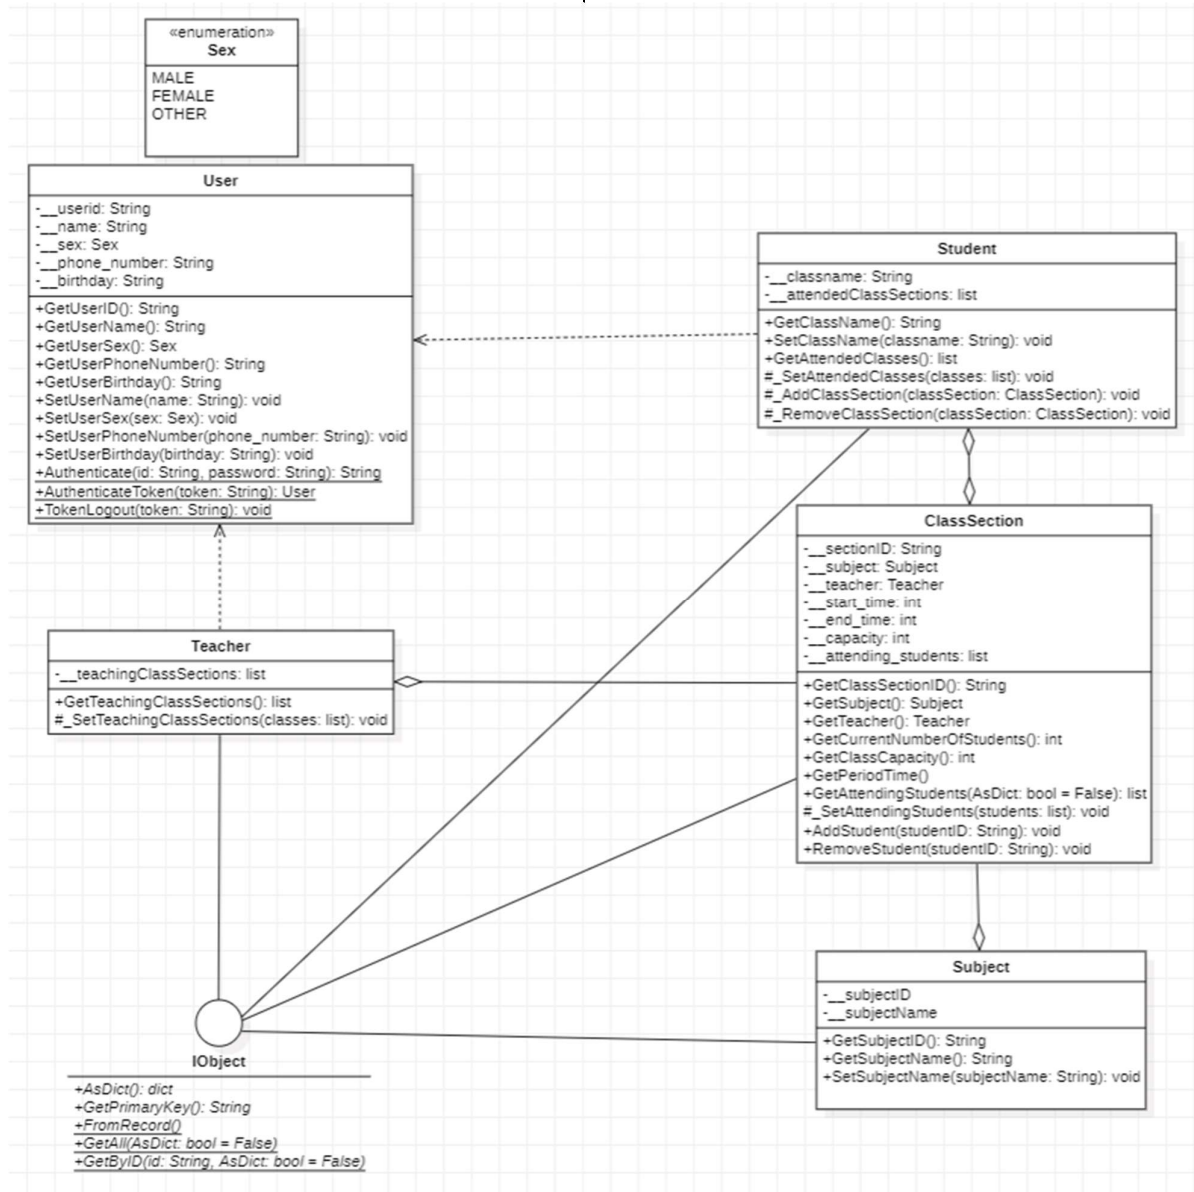 «enumeration»
Sex
MALE
FEMALE
OTHER
User
-__userid: String
-__name: String
-__sex: Sex
-__phone_number: String
-__birthday: String
+GetUserID(): String
+GetUserName(): String
+GetUserSex(): Sex
+GetUserPhoneNumber(): String
+GetUserBirthday(): String
+SetUserName(name: String): void
+SetUserSex(sex: Sex): void
+SetUserPhoneNumber(phone_number: String): void
+SetUserBirthday(birthday: String): void
+Authenticate(id: String, password: String): String
+AuthenticateToken(token: String): User
+TokenLogout(token: String): void
Student
-__classname: String
-__attendedClassSections: list
+GetClassName(): String
+SetClassName(classname: String): void
+GetAttendedClasses(): list
#_SetAttendedClasses(classes: list): void
#_AddClassSection(classSection: ClassSection): void
#_RemoveClassSection(classSection: ClassSection): void
Teacher
-__teachingClassSections: list
+GetTeachingClassSections(): list
#_SetTeachingClassSections(classes: list): void
ClassSection
-__sectionID: String
-__subject: Subject
-__teacher: Teacher
-__start_time: int
-__end_time: int
-__capacity: int
-__attending_students: list
+GetClassSectionID(): String
+GetSubject(): Subject
+GetTeacher(): Teacher
+GetCurrentNumberOfStudents(): int
+GetClassCapacity(): int
+GetPeriodTime()
+GetAttendingStudents(AsDict: bool = False): list
#_SetAttendingStudents(students: list): void
+AddStudent(studentID: String): void
+RemoveStudent(studentID: String): void
Subject
-__subjectID
-__subjectName
+GetSubjectID(): String
+GetSubjectName(): String
+SetSubjectName(subjectName: String): void
IObject
+AsDict(): dict
+GetPrimaryKey(): String
+FromRecord()
+GetAll(AsDict: bool = False)
+GetByID(id: String, AsDict: bool = False)